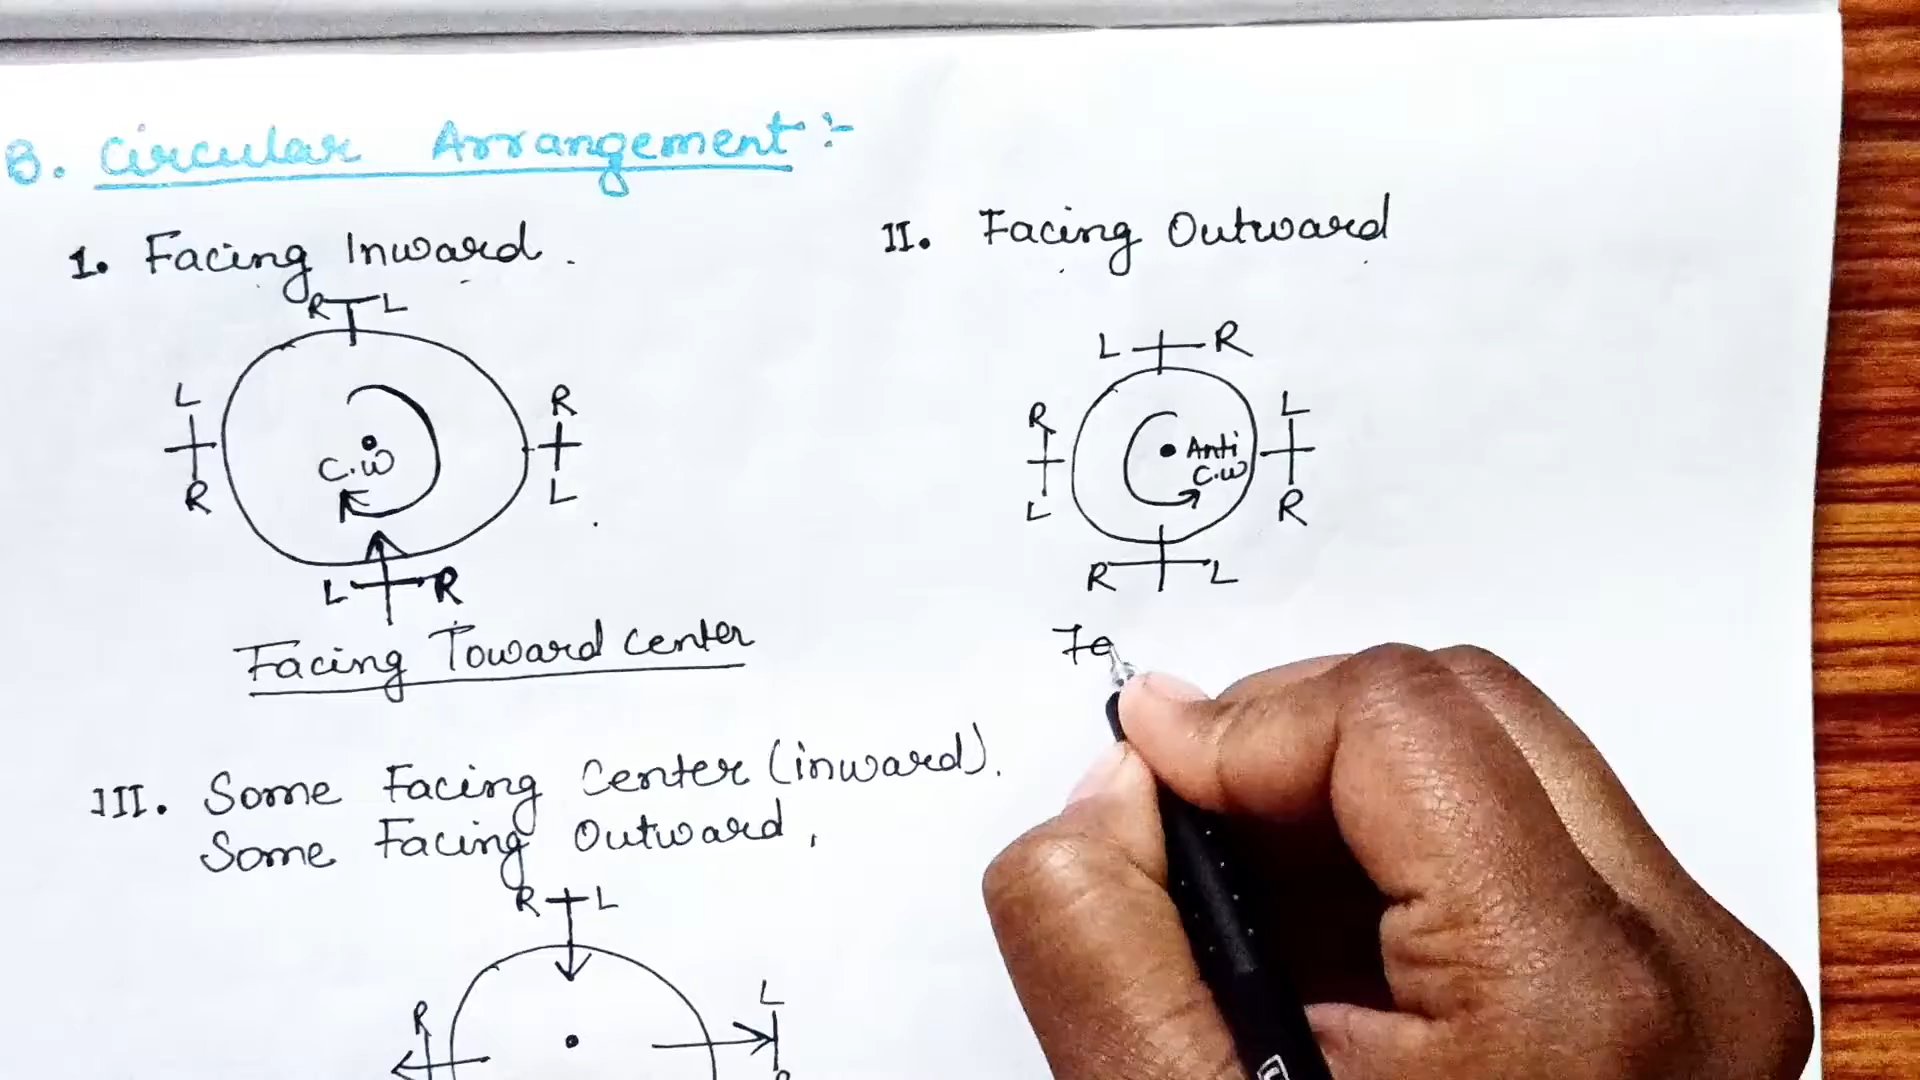 B. Circular Arrangement :-
1. Facing Inward.
R L
L
R
C.W
R
L
L R
Facing Toward center
II. Facing Outward
L R
R
L
Anti
C.W
L
R
R L
Fa
III. Some Facing Center (inward).
Some Facing Outward,
R L
R
L